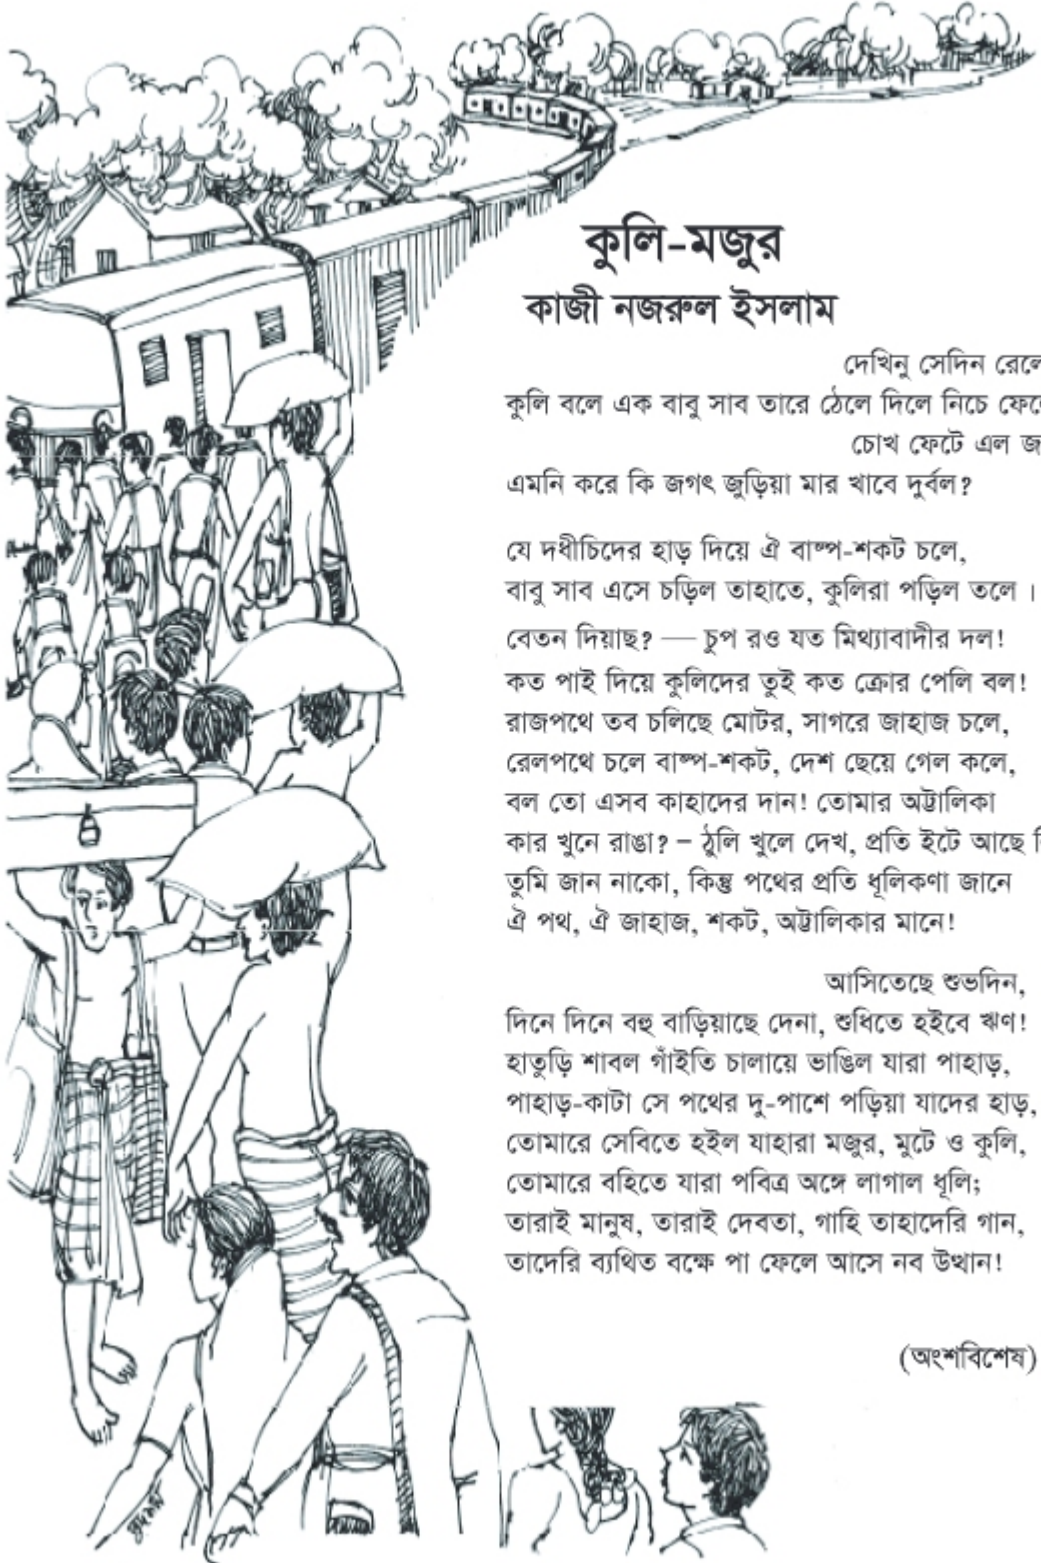 কুলি-মজুর
কাজী নজরুল ইসলাম
দেখিনু সেদিন
কুলি বলে এক বাবু সাব তারে ঠেলে দিলে নিচে
চোখ ফেটে এল
এমনি করে কি জগৎ জুড়িয়া মার খাবে দুর্বল?
যে দধীচিদের হাড় দিয়ে ঐ বাষ্প-শকট চলে,
বাবু সাব এসে চড়িল তাহাতে, কুলিরা পড়িল তলে ।
বেতন দিয়াছ? — চুপ রও যত মিথ্যাবাদীর দল!
কত পাই দিয়ে কুলিদের তুই কত ক্রোর পেলি বল!
রাজপথে তব চলিছে মোটর, সাগরে জাহাজ চলে,
রেলপথে চলে বাষ্প-শকট, দেশ ছেয়ে গেল কলে,
বল তো এসব কাহাদের দান! তোমার অট্টালিকা
কার খুনে রাঙা? – ঠুলি খুলে দেখ, প্রতি ইটে আছে
তুমি জান নাকো, কিন্তু পথের প্রতি ধূলিকণা জানে
ঐ পথ, ঐ জাহাজ, শকট, অট্টালিকার মানে!
আসিতেছে শুভদিন,
দিনে দিনে বহু বাড়িয়াছে দেনা, শুধিতে হইবে ঋণ!
হাতুড়ি শাবল গাঁইতি চালায়ে ভাঙিল যারা পাহাড়,
পাহাড়-কাটা সে পথের দু-পাশে পড়িয়া যাদের হাড়,
তোমারে সেবিতে হইল যাহারা মজুর, মুটে ও কুলি,
তোমারে বহিতে যারা পবিত্র অঙ্গে লাগাল ধূলি;
তারাই মানুষ, তারাই দেবতা, গাহি তাহাদেরি গান,
তাদেরি ব্যথিত বক্ষে পা ফেলে আসে নব উত্থান!
(অংশবিশেষ)